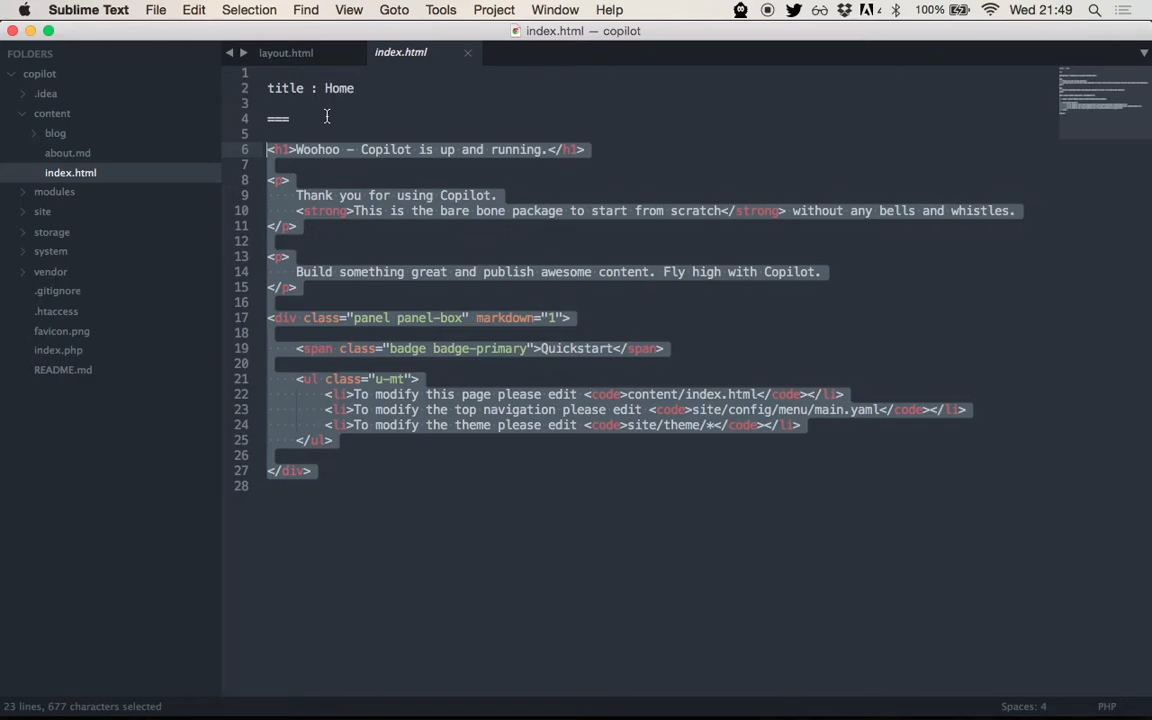 Sublime Text File Edit Selection Find View Goto Tools Project Window Help 4 100% Wed 21:49
index.html — copilot
FOLDERS
copilot
.idea
content
blog
about.md
index.html
modules
site
storage
system
vendor
.gitignore
.htaccess
favicon.png
index.php
README.md
layout.html index.html
1
2 title : Home
3
4 ===
5
6 <h1>Woohoo – Copilot is up and running.</h1>
7
8 <p>
9 Thank you for using Copilot.
10 <strong>This is the bare bone package to start from scratch</strong> without any bells and whistles.
11 </p>
12
13 <p>
14 Build something great and publish awesome content. Fly high with Copilot.
15 </p>
16
17 <div class="panel panel-box" markdown="1">
18
19 <span class="badge badge-primary">Quickstart</span>
20
21 <ul class="u-mt">
22 <li>To modify this page please edit <code>content/index.html</code></li>
23 <li>To modify the top navigation please edit <code>site/config/menu/main.yaml</code></li>
24 <li>To modify the theme please edit <code>site/theme/*</code></li>
25 </ul>
26
27 </div>
28
23 lines, 677 characters selected Spaces: 4 PHP